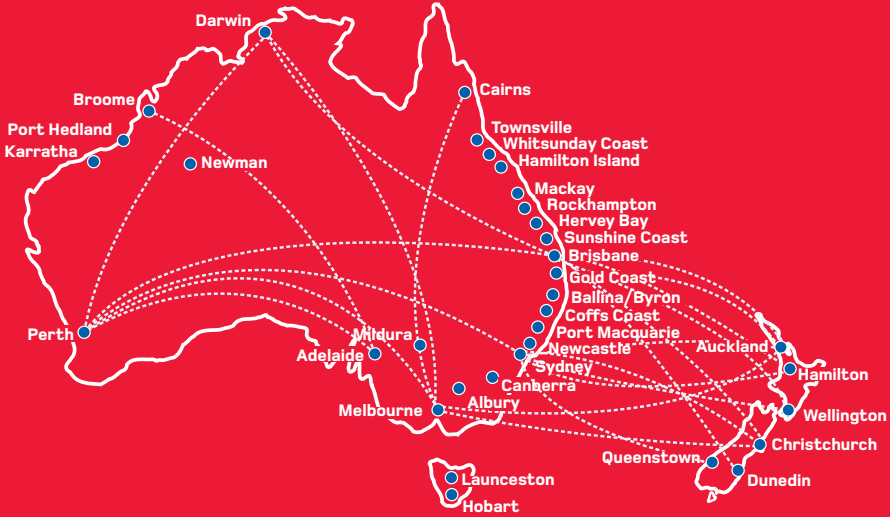 Darwin
Cairns
Broome
Port Hedland
Karratha
Newman
Townsville
Whitsunday Coast
Hamilton Island
Mackay
Rockhampton
Hervey Bay
Sunshine Coast
Brisbane
Gold Coast
Ballina/Byron
Coffs Coast
Port Macquarie
Newcastle
Sydney
Perth
Mildura
Adelaide
Canberra
Albury
Melbourne
Launceston
Hobart
Auckland
Hamilton
Wellington
Christchurch
Queenstown
Dunedin